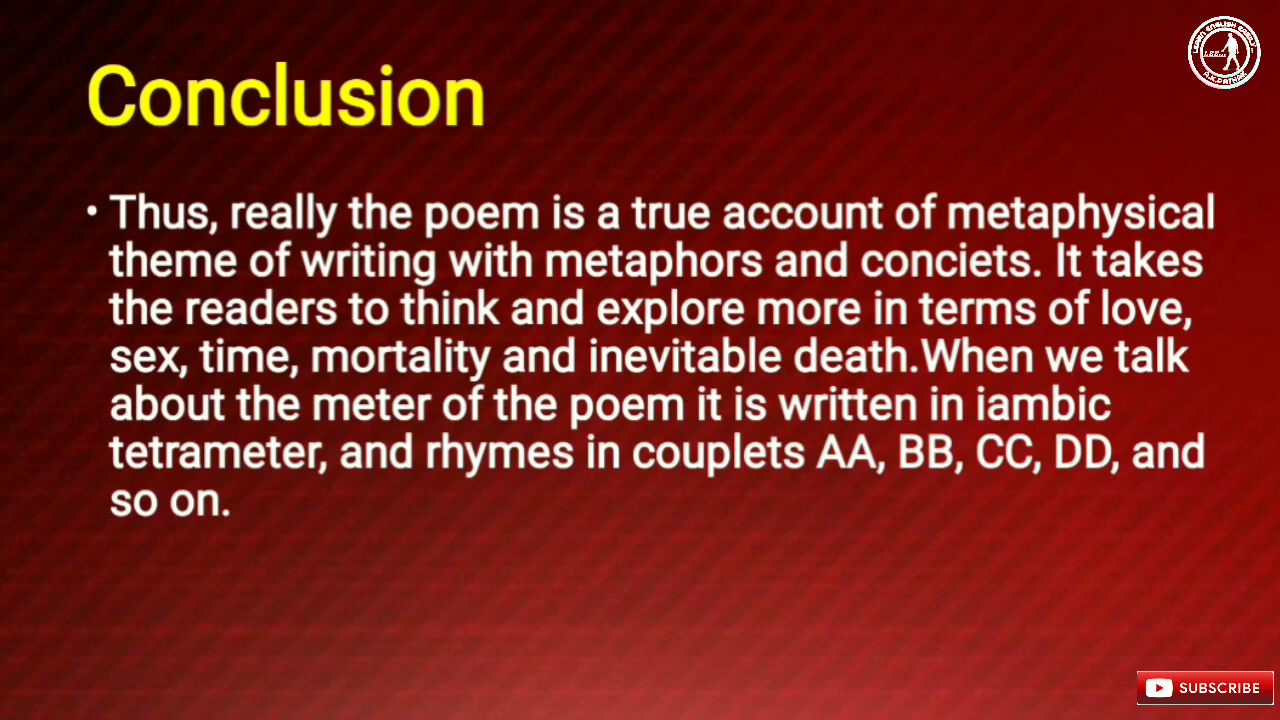 Conclusion
• Thus, really the poem is a true account of metaphysical
theme of writing with metaphors and conciets. It takes
the readers to think and explore more in terms of love,
sex, time, mortality and inevitable death.When we talk
about the meter of the poem it is written in iambic
tetrameter, and rhymes in couplets AA, BB, CC, DD, and
so on.
LEARN ENGLISH EASILY
SUBSCRIBE